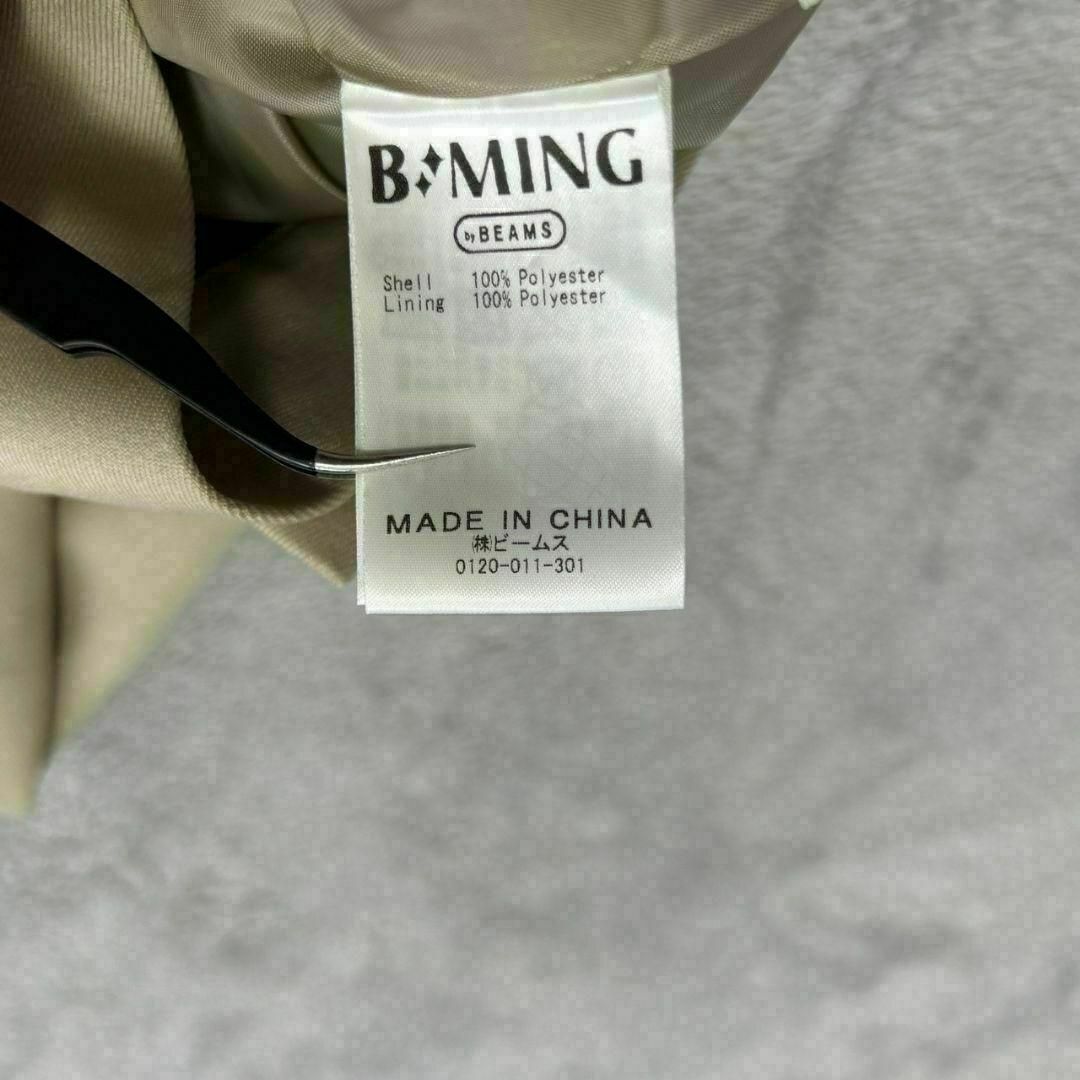 B:MING
by BEAMS
Shell 100% Polyester
Lining 100% Polyester
MADE IN CHINA
㈱ビームス
0120-011-301